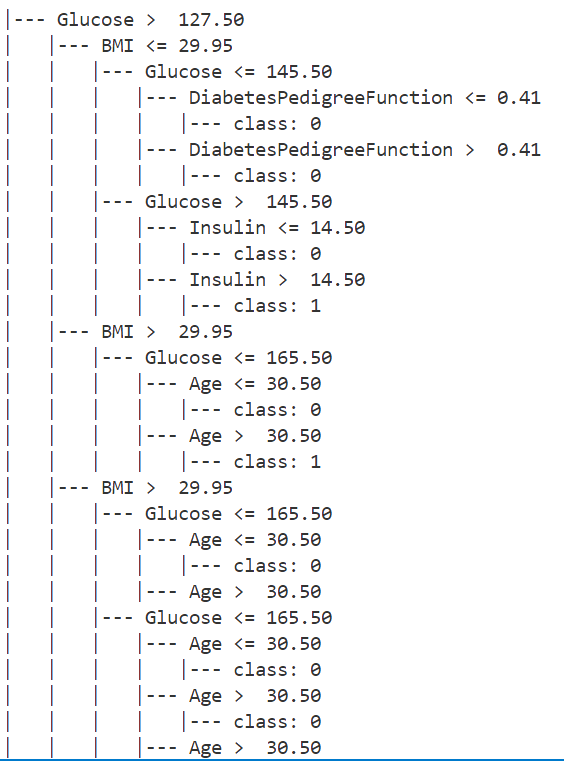 |--- Glucose >  127.50
|   |--- BMI <= 29.95
|   |   |--- Glucose <= 145.50
|   |   |   |--- DiabetesPedigreeFunction <= 0.41
|   |   |   |   |--- class: 0
|   |   |   |--- DiabetesPedigreeFunction >  0.41
|   |   |   |   |--- class: 0
|   |   |--- Glucose >  145.50
|   |   |   |--- Insulin <= 14.50
|   |   |   |   |--- class: 0
|   |   |   |--- Insulin >  14.50
|   |   |   |   |--- class: 1
|   |--- BMI >  29.95
|   |   |--- Glucose <= 165.50
|   |   |   |--- Age <= 30.50
|   |   |   |   |--- class: 0
|   |   |   |--- Age >  30.50
|   |   |   |   |--- class: 1
|   |--- BMI >  29.95
|   |   |--- Glucose <= 165.50
|   |   |   |--- Age <= 30.50
|   |   |   |   |--- class: 0
|   |   |   |--- Age >  30.50
|   |   |--- Glucose <= 165.50
|   |   |   |--- Age <= 30.50
|   |   |   |   |--- class: 0
|   |   |   |--- Age >  30.50
|   |   |   |   |--- class: 0
|   |   |   |--- Age >  30.50